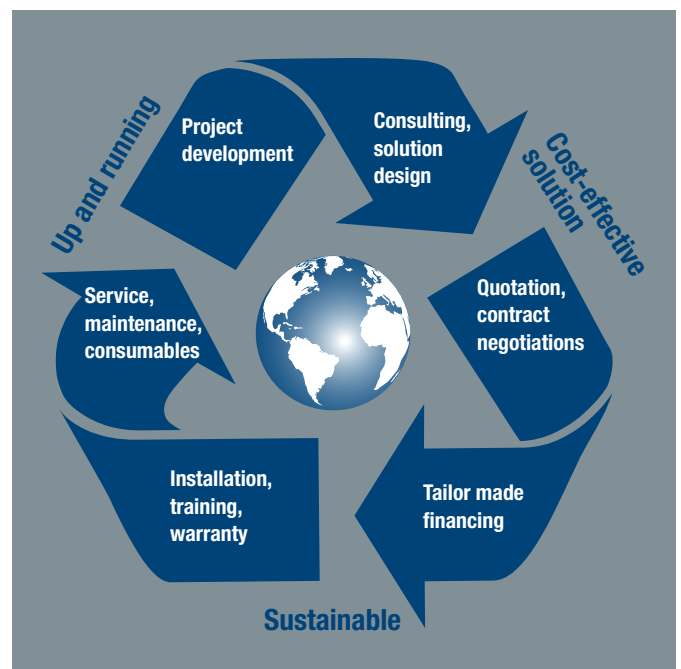 Up and running
Project
development
Consulting,
solution
design
Cost-effective
solution
Quotation,
contract
negotiations
Tailor made
financing
Sustainable
Installation,
training,
warranty
Service,
maintenance,
consumables